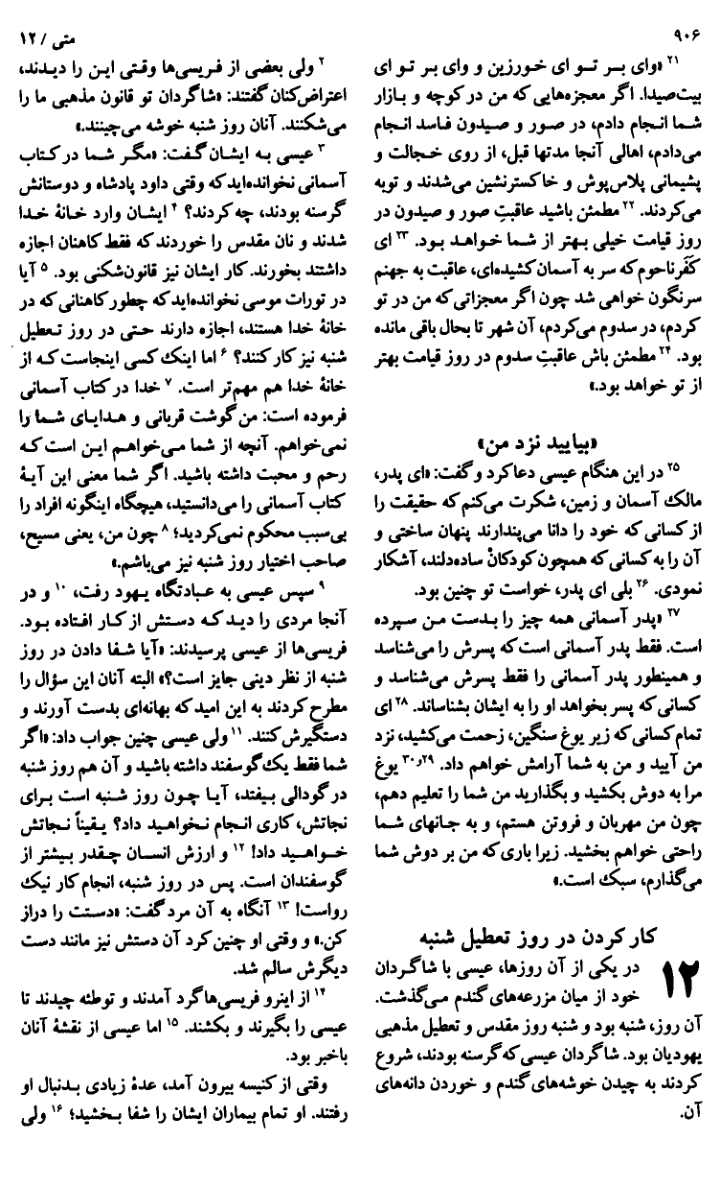 ۹۰۶
متی / ۱۲
۲۱ «وای بر تو ای خورزین و وای بر تو ای
بیت‌صیدا. اگر معجزه‌هایی که من در کوچه و بازار
شما انجام دادم، در صور و صیدون فاسد انجام
می‌دادم، اهالی آنجا مدتها قبل، از روی خجالت و
پشیمانی پلاس‌پوش و خاکسترنشین می‌شدند و توبه
می‌کردند. ۲۲ مطمئن باشید عاقبتِ صور و صیدون در
روز قیامت خیلی بهتر از شما خواهد بود. ۲۳ ای
کَفَرناحوم که سر به آسمان کشیده‌ای، عاقبت به جهنم
سرنگون خواهی شد چون اگر معجزاتی که من در تو
کردم، در سدوم می‌کردم، آن شهر تا بحال باقی مانده
بود. ۲۴ مطمئن باش عاقبتِ سدوم در روز قیامت بهتر
از تو خواهد بود.»
«بیایید نزد من»
۲۵ در این هنگام عیسی دعا کرد و گفت: «ای پدر،
مالک آسمان و زمین، شکرت می‌کنم که حقیقت را
از کسانی که خود را دانا می‌پندارند پنهان ساختی و
آن را به کسانی که همچون کودکانْ ساده‌دلند، آشکار
نمودی. ۲۶ بلی ای پدر، خواست تو چنین بود.
۲۷ «پدر آسمانی همه چیز را بدست من سپرده
است. فقط پدر آسمانی است که پسرش را می‌شناسد
و همینطور پدر آسمانی را فقط پسرش می‌شناسد و
کسانی که پسر بخواهد او را به ایشان بشناساند. ۲۸ ای
تمام کسانی که زیر یوغ سنگین، زحمت می‌کشید، نزد
من آیید و من به شما آرامش خواهم داد. ۲۹و۳۰ یوغ
مرا به دوش بکشید و بگذارید من شما را تعلیم دهم،
چون من مهربان و فروتن هستم، و به جانهای شما
راحتی خواهم بخشید. زیرا باری که من بر دوش شما
می‌گذارم، سبک است.»
کار کردن در روز تعطیل شنبه
۱۲ در یکی از آن روزها، عیسی با شاگردان
خود از میان مزرعه‌های گندم می‌گذشت.
آن روز، شنبه بود و شنبه روز مقدس و تعطیل مذهبی
یهودیان بود. شاگردان عیسی که گرسنه بودند، شروع
کردند به چیدن خوشه‌های گندم و خوردن دانه‌های
آن.
۲ ولی بعضی از فریسی‌ها وقتی این را دیدند،
اعتراض‌کنان گفتند: «شاگردان تو قانون مذهبی ما را
می‌شکنند. آنان روز شنبه خوشه می‌چینند.»
۳ عیسی به ایشان گفت: «مگر شما در کتاب
آسمانی نخوانده‌اید که وقتی داود پادشاه و دوستانش
گرسنه بودند، چه کردند؟ ۴ ایشان وارد خانهٔ خدا
شدند و نان مقدس را خوردند که فقط کاهنان اجازه
داشتند بخورند. کار ایشان نیز قانون‌شکنی بود. ۵ آیا
در تورات موسی نخوانده‌اید که چطور کاهنانی که در
خانهٔ خدا هستند، اجازه دارند حتی در روز تعطیل
شنبه نیز کار کنند؟ ۶ اما اینک کسی اینجاست که از
خانهٔ خدا هم مهم‌تر است. ۷ خدا در کتاب آسمانی
فرموده است: من گوشت قربانی و هدایای شما را
نمی‌خواهم. آنچه از شما می‌خواهم این است که
رحم و محبت داشته باشید. اگر شما معنی این آیهٔ
کتاب آسمانی را می‌دانستید، هیچگاه اینگونه افراد را
بی‌سبب محکوم نمی‌کردید؛ ۸ چون من، یعنی مسیح،
صاحب اختیار روز شنبه نیز می‌باشم.»
۹ سپس عیسی به عبادتگاه یهود رفت، ۱۰ و در
آنجا مردی را دید که دستش از کار افتاده بود.
فریسی‌ها از عیسی پرسیدند: «آیا شفا دادن در روز
شنبه از نظر دینی جایز است؟» البته آنان این سؤال را
مطرح کردند به این امید که بهانه‌ای بدست آورند و
دستگیرش کنند. ۱۱ ولی عیسی چنین جواب داد: «اگر
شما فقط یک گوسفند داشته باشید و آن هم روز شنبه
در گودالی بیفتد، آیا چون روز شنبه است برای
نجاتش، کاری انجام نخواهید داد؟ یقیناً نجاتش
خواهید داد! ۱۲ و ارزش انسان چقدر بیشتر از
گوسفندان است. پس در روز شنبه، انجام کار نیک
رواست! ۱۳ آنگاه به آن مرد گفت: «دستت را دراز
کن.» و وقتی او چنین کرد آن دستش نیز مانند دست
دیگرش سالم شد.
۱۴ از اینرو فریسی‌ها گرد آمدند و توطئه چیدند تا
عیسی را بگیرند و بکشند. ۱۵ اما عیسی از نقشهٔ آنان
باخبر بود.
وقتی از کنیسه بیرون آمد، عدهٔ زیادی بدنبال او
رفتند. او تمام بیماران ایشان را شفا بخشید؛ ۱۶ ولی